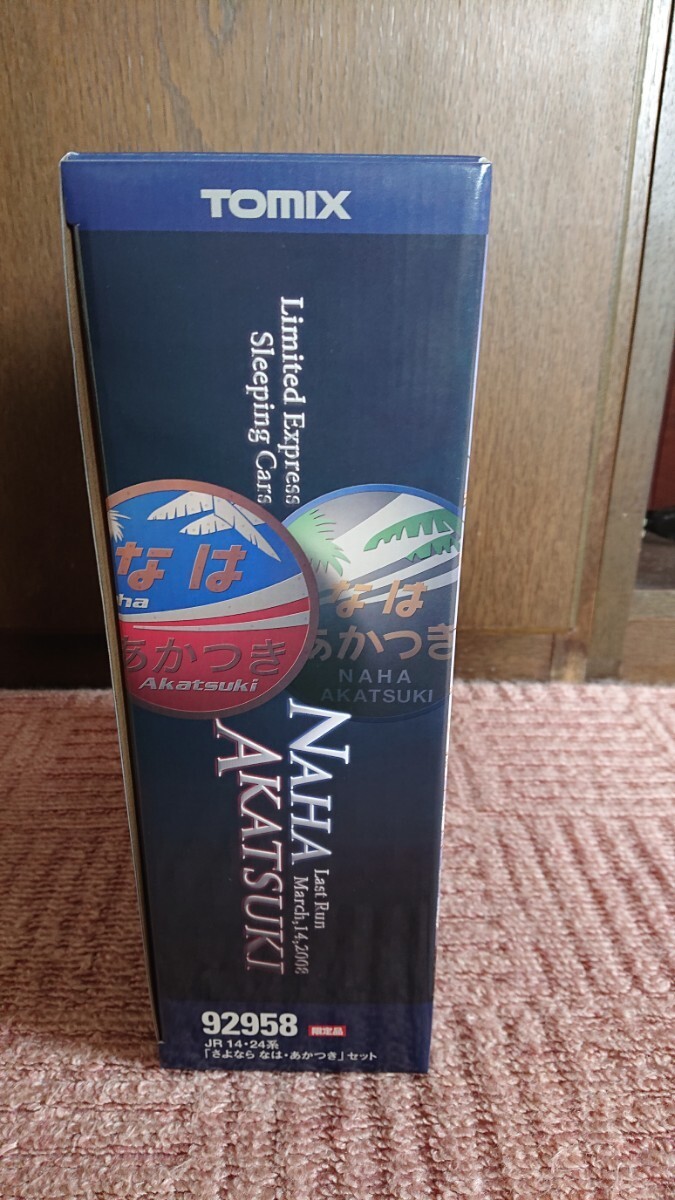 TOMIX
Limited Express
Sleeping Cars
なは
ha
あかつき
Akatsuki
なは
あかつき
NAHA
AKATSUKI
NAHA
AKATSUKI
Last Run
March,14,2008
92958 限定品
JR 14・24系
「さよなら なは・あかつき」セット